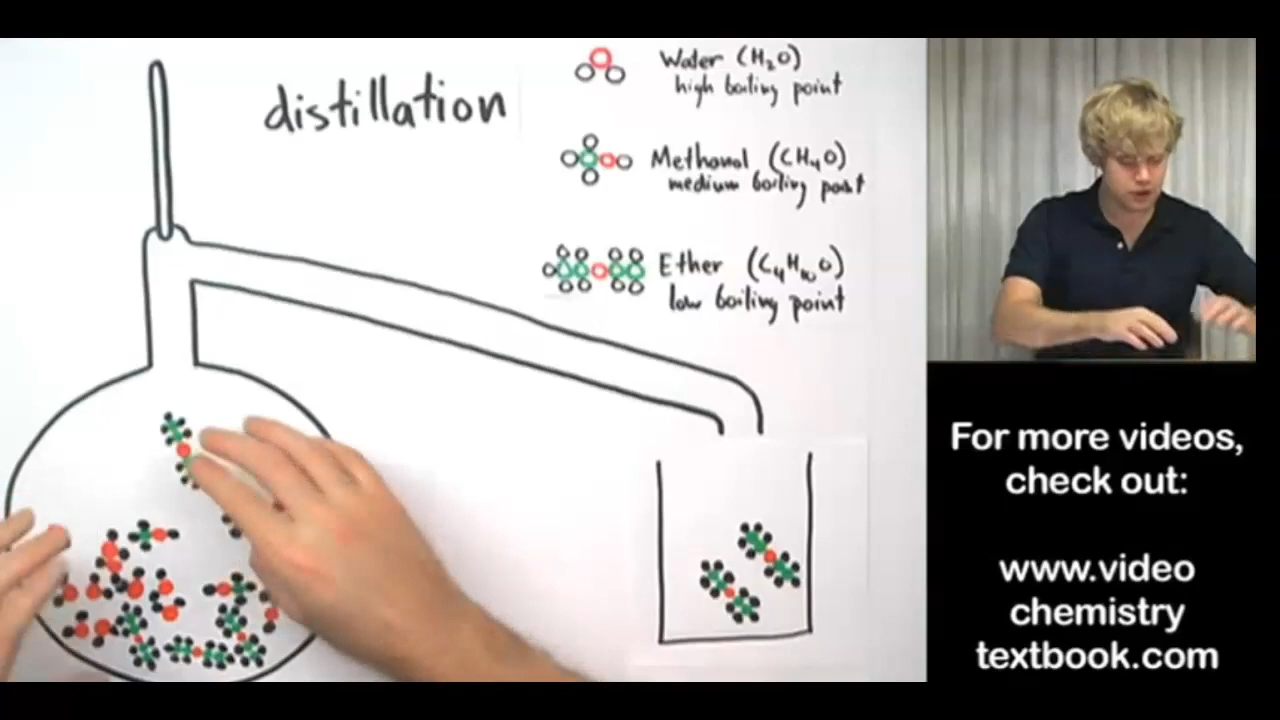 distillation
Water (H₂O)
high boiling point
Methanol (CH₄O)
medium boiling point
Ether (C₄H₁₀O)
low boiling point
For more videos,
check out:
www.video
chemistry
textbook.com